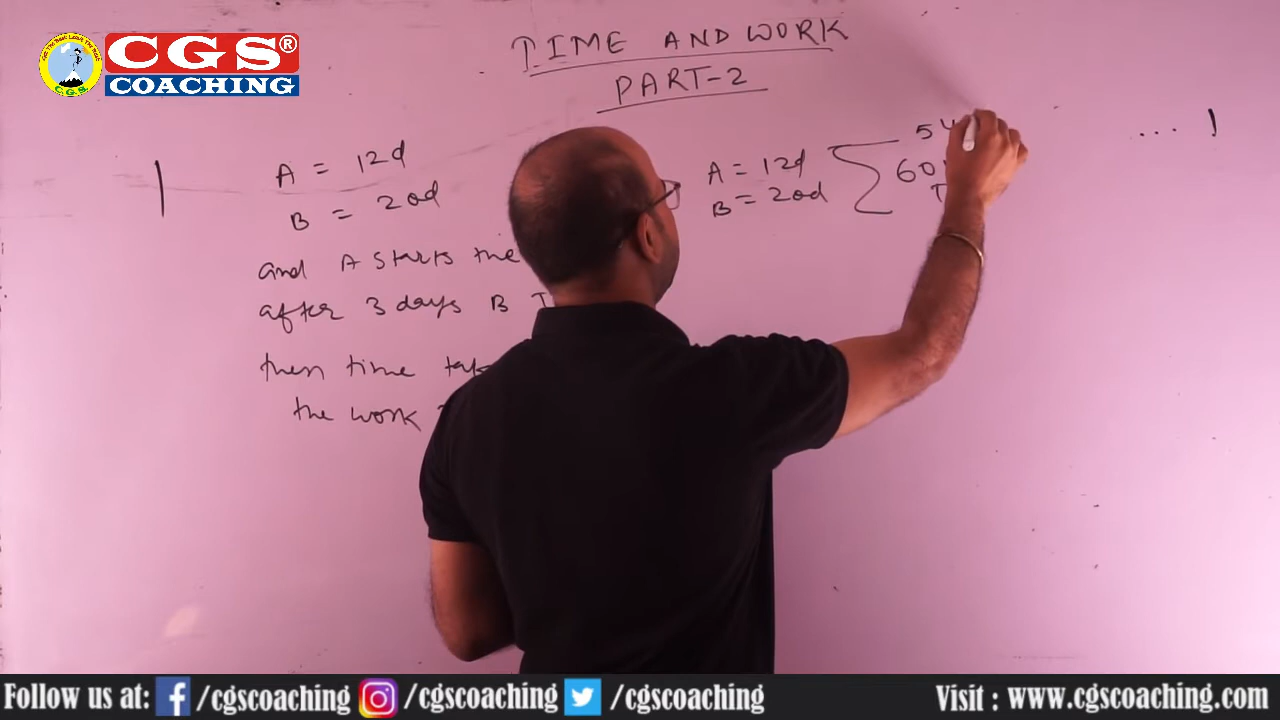 CGS®
COACHING
C.G.S.
TIME AND WORK
PART-2
A = 12d
B = 20d
and A starts the
after 3 days B
then time
the work
A = 12d
B = 20d
5
60
.... !
Follow us at: /cgscoaching /cgscoaching /cgscoaching Visit : www.cgscoaching.com